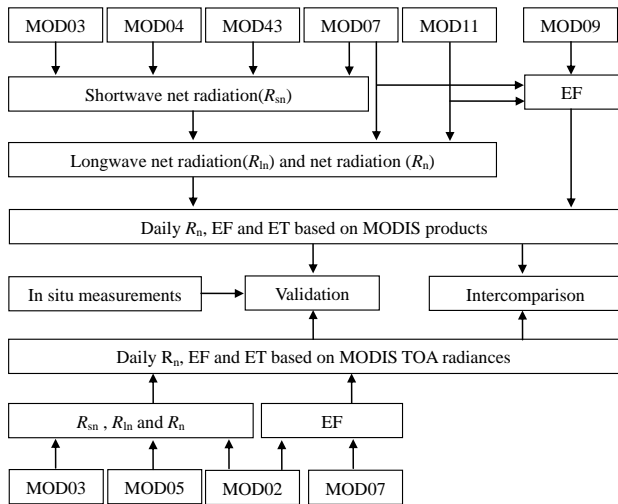 MOD03 MOD04 MOD43 MOD07 MOD11 MOD09
Shortwave net radiation(Rsn)
EF
Longwave net radiation(Rln) and net radiation (Rn)
Daily Rn, EF and ET based on MODIS products
In situ measurements
Validation
Intercomparison
Daily Rn, EF and ET based on MODIS TOA radiances
Rsn , Rln and Rn
EF
MOD03 MOD05 MOD02 MOD07